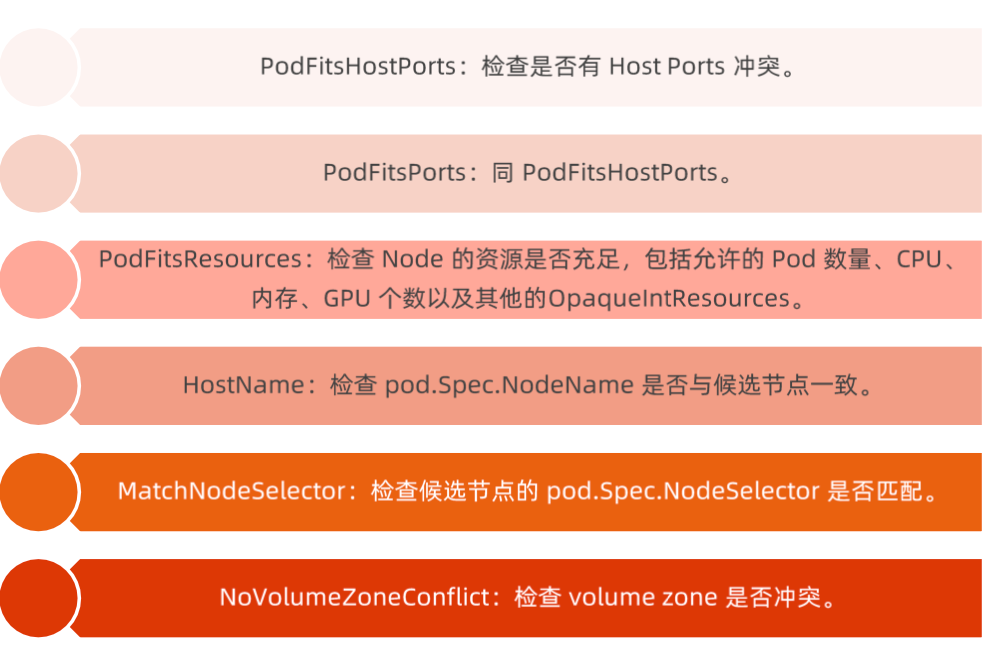 PodFitsHostPorts：检查是否有 Host Ports 冲突。
PodFitsPorts：同 PodFitsHostPorts。
PodFitsResources：检查 Node 的资源是否充足，包括允许的 Pod 数量、CPU、
内存、GPU 个数以及其他的OpaqueIntResources。
HostName：检查 pod.Spec.NodeName 是否与候选节点一致。
MatchNodeSelector：检查候选节点的 pod.Spec.NodeSelector 是否匹配。
NoVolumeZoneConflict：检查 volume zone 是否冲突。